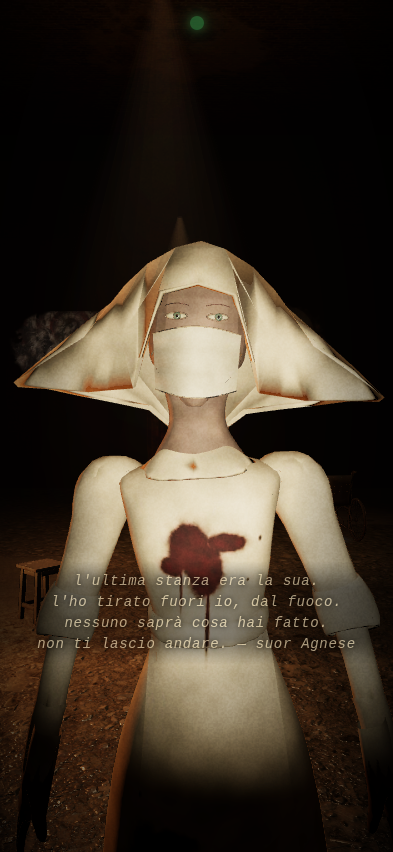 l'ultima stanza era la sua.
l'ho tirato fuori io, dal fuoco.
nessuno saprà cosa hai fatto.
non ti lascio andare. — suor Agnese